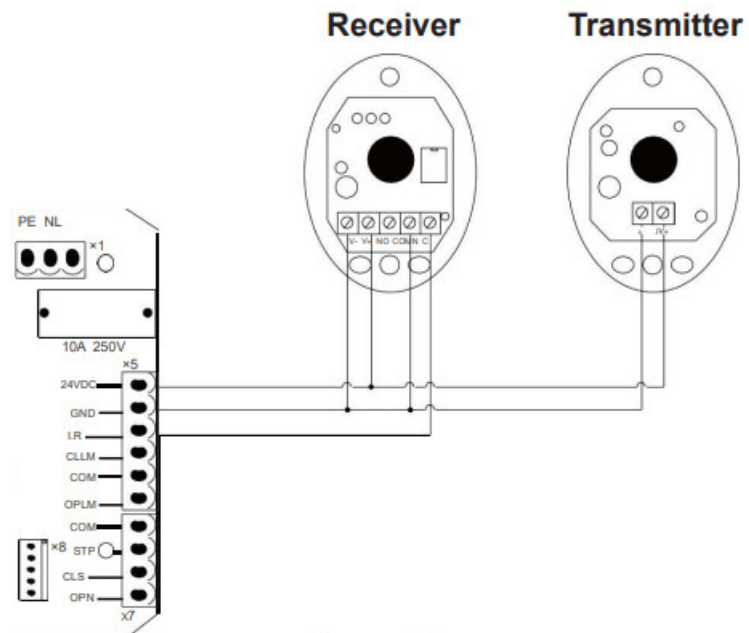 Receiver
Transmitter
V- V+ NO COMN C
PE NL
×1
10A 250V
×5
24VDC
GND
I.R
CLLM
COM
OPLM
COM
×8
STP
CLS
OPN
x7